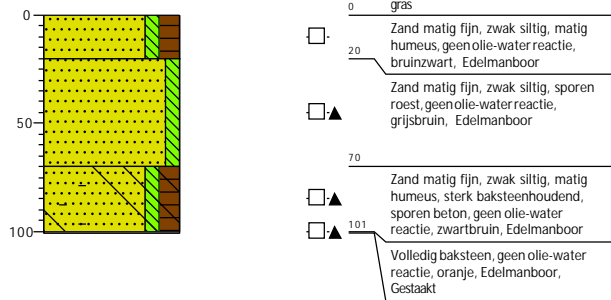 0
50
100
0
gras
Zand matig fijn, zwak siltig, matig
humeus, geen olie-water reactie,
bruinzwart, Edelmanboor
20
Zand matig fijn, zwak siltig, sporen
roest, geen olie-water reactie,
grijsbruin, Edelmanboor
70
Zand matig fijn, zwak siltig, matig
humeus, sterk baksteenhoudend,
sporen beton, geen olie-water
reactie, zwartbruin, Edelmanboor
101
Volledig baksteen, geen olie-water
reactie, oranje, Edelmanboor,
Gestaakt